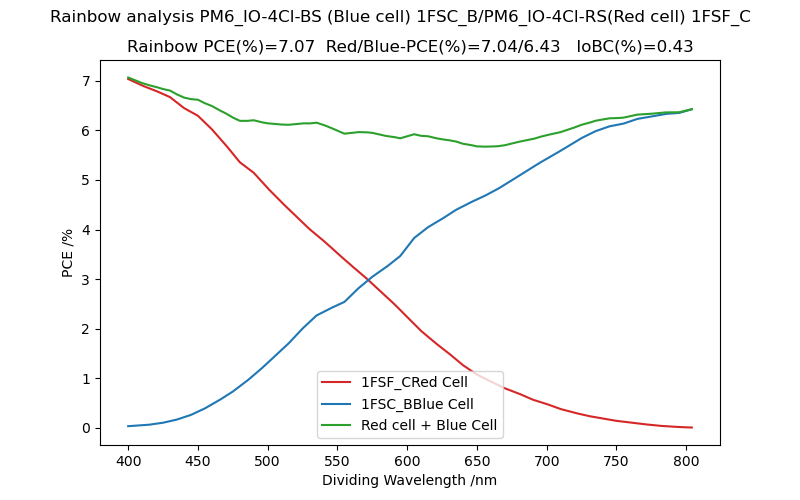 Rainbow analysis PM6_IO-4Cl-BS (Blue cell) 1FSC_B/PM6_IO-4Cl-RS(Red cell) 1FSF_C
Rainbow PCE(%)=7.07  Red/Blue-PCE(%)=7.04/6.43   IoBC(%)=0.43
PCE /%
7
6
5
4
3
2
1
0
1FSF_CRed Cell
1FSC_BBlue Cell
Red cell + Blue Cell
400 450 500 550 600 650 700 750 800
Dividing Wavelength /nm